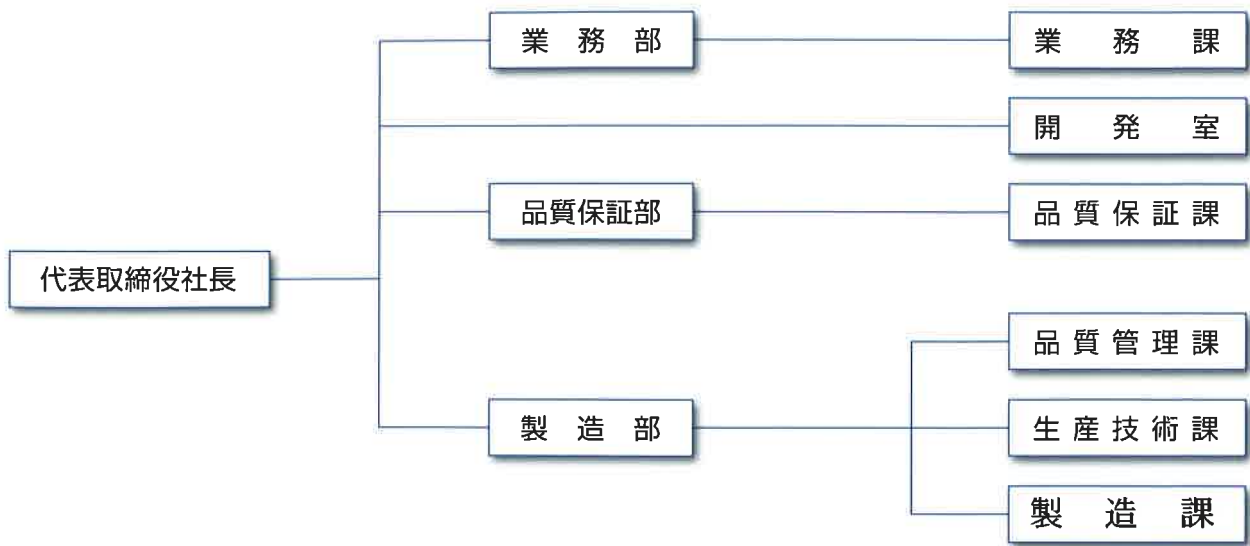 業務部
業務課
開発室
品質保証部
品質保証課
代表取締役社長
品質管理課
製造部
生産技術課
製造課